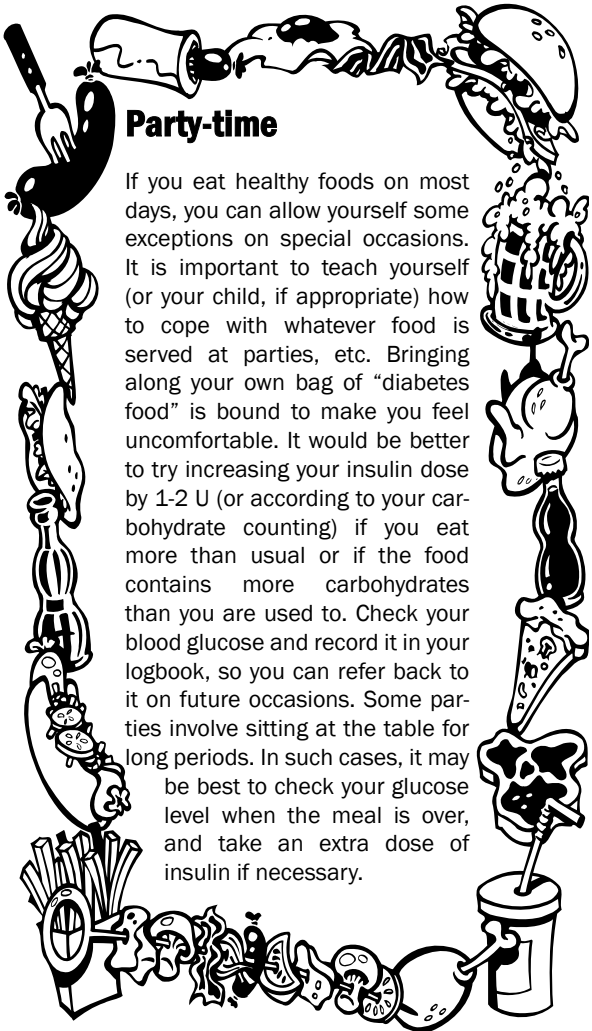 Party-time
If you eat healthy foods on most
days, you can allow yourself some
exceptions on special occasions.
It is important to teach yourself
(or your child, if appropriate) how
to cope with whatever food is
served at parties, etc. Bringing
along your own bag of “diabetes
food” is bound to make you feel
uncomfortable. It would be better
to try increasing your insulin dose
by 1-2 U (or according to your car-
bohydrate counting) if you eat
more than usual or if the food
contains more carbohydrates
than you are used to. Check your
blood glucose and record it in your
logbook, so you can refer back to
it on future occasions. Some par-
ties involve sitting at the table for
long periods. In such cases, it may
be best to check your glucose
level when the meal is over,
and take an extra dose of
insulin if necessary.